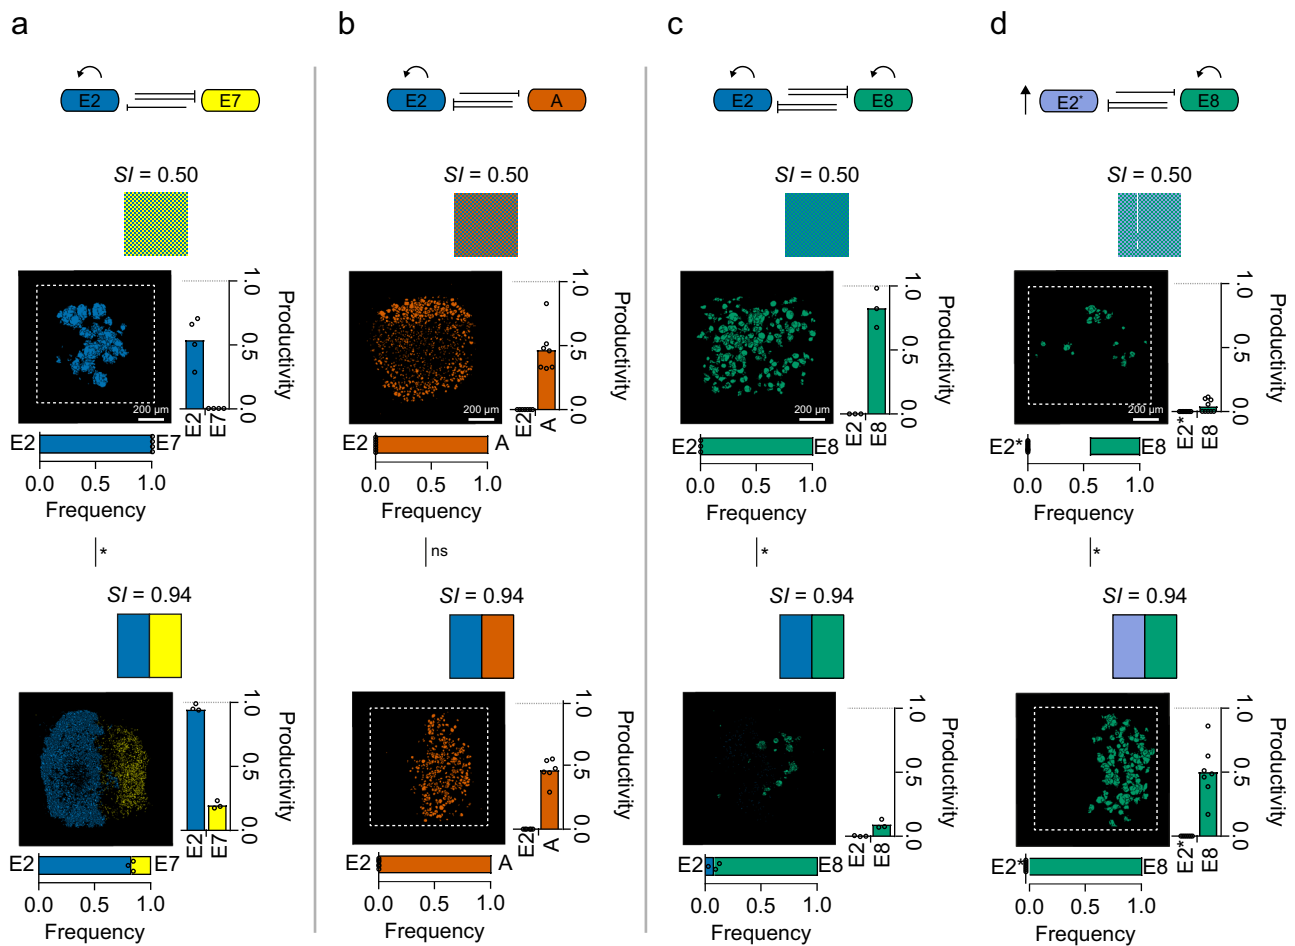 a
b
c
d
E2
E7
E2
A
E2
E8
E2*
E8
SI = 0.50
SI = 0.50
SI = 0.50
SI = 0.50
200 µm
1.0
0.5
0.0
Productivity
E2
E7
200 µm
1.0
0.5
0.0
Productivity
E2
A
200 µm
1.0
0.5
0.0
Productivity
E2
E8
200 µm
1.0
0.5
0.0
Productivity
E2*
E8
E2
E7
0.0 0.5 1.0
Frequency
E2
A
0.0 0.5 1.0
Frequency
E2
E8
0.0 0.5 1.0
Frequency
E2*
E8
0.0 0.5 1.0
Frequency
*
ns
*
*
SI = 0.94
SI = 0.94
SI = 0.94
SI = 0.94
1.0
0.5
0.0
Productivity
E2
E7
1.0
0.5
0.0
Productivity
E2
A
1.0
0.5
0.0
Productivity
E2
E8
1.0
0.5
0.0
Productivity
E2*
E8
E2
E7
0.0 0.5 1.0
Frequency
E2
A
0.0 0.5 1.0
Frequency
E2
E8
0.0 0.5 1.0
Frequency
E2*
E8
0.0 0.5 1.0
Frequency